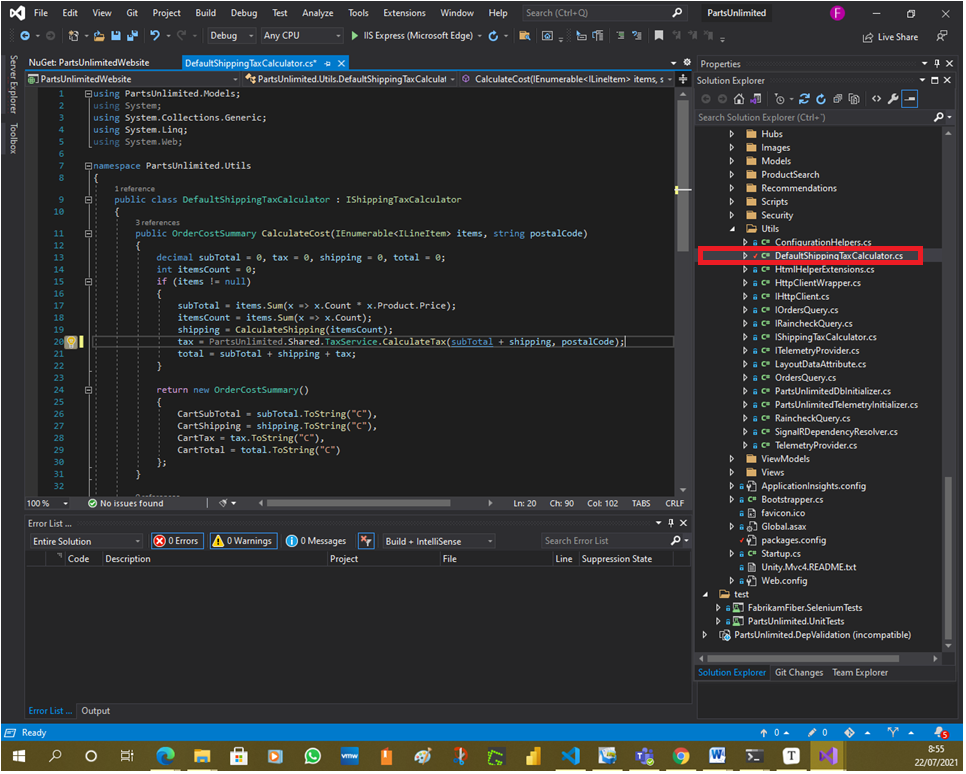 File Edit View Git Project Build Debug Test Analyze Tools Extensions Window Help Search (Ctrl+Q) PartsUnlimited F
Debug Any CPU IIS Express (Microsoft Edge) Live Share
Server Explorer
Toolbox
NuGet: PartsUnlimitedWebsite DefaultShippingTaxCalculator.cs*
PartsUnlimitedWebsite PartsUnlimited.Utils.DefaultShippingTaxCalculat CalculateCost(IEnumerable<ILineItem> items, s
1 using PartsUnlimited.Models;
2 using System;
3 using System.Collections.Generic;
4 using System.Linq;
5 using System.Web;
6
7 namespace PartsUnlimited.Utils
8 {
1 reference
9 public class DefaultShippingTaxCalculator : IShippingTaxCalculator
10 {
3 references
11 public OrderCostSummary CalculateCost(IEnumerable<ILineItem> items, string postalCode)
12 {
13 decimal subTotal = 0, tax = 0, shipping = 0, total = 0;
14 int itemsCount = 0;
15 if (items != null)
16 {
17 subTotal = items.Sum(x => x.Count * x.Product.Price);
18 itemsCount = items.Sum(x => x.Count);
19 shipping = CalculateShipping(itemsCount);
20 tax = PartsUnlimited.Shared.TaxService.CalculateTax(subTotal + shipping, postalCode);
21 total = subTotal + shipping + tax;
22 }
23
24 return new OrderCostSummary()
25 {
26 CartSubTotal = subTotal.ToString("C"),
27 CartShipping = shipping.ToString("C"),
28 CartTax = tax.ToString("C"),
29 CartTotal = total.ToString("C")
30 };
31 }
32
100 % No issues found Ln: 20 Ch: 90 Col: 102 TABS CRLF
Error List ...
Entire Solution 0 Errors 0 Warnings 0 Messages Build + IntelliSense Search Error List
Code Description Project File Line Suppression State
Error List ... Output
Properties
Solution Explorer
Search Solution Explorer (Ctrl+¨)
Hubs
Images
Models
ProductSearch
Recommendations
Scripts
Security
Utils
C# ConfigurationHelpers.cs
C# DefaultShippingTaxCalculator.cs
C# HtmlHelperExtensions.cs
C# HttpClientWrapper.cs
C# IHttpClient.cs
C# IOrdersQuery.cs
C# IRaincheckQuery.cs
C# IShippingTaxCalculator.cs
C# ITelemetryProvider.cs
C# LayoutDataAttribute.cs
C# OrdersQuery.cs
C# PartsUnlimitedDbInitializer.cs
C# PartsUnlimitedTelemetryInitializer.cs
C# RaincheckQuery.cs
C# SignalRDependencyResolver.cs
C# TelemetryProvider.cs
ViewModels
Views
ApplicationInsights.config
C# Bootstrapper.cs
favicon.ico
Global.asax
packages.config
C# Startup.cs
Unity.Mvc4.README.txt
Web.config
test
FabrikamFiber.SeleniumTests
PartsUnlimited.UnitTests
PartsUnlimited.DepValidation (incompatible)
Solution Explorer Git Changes Team Explorer
Ready 0 0 5
vmw W T
8:55
22/07/2021